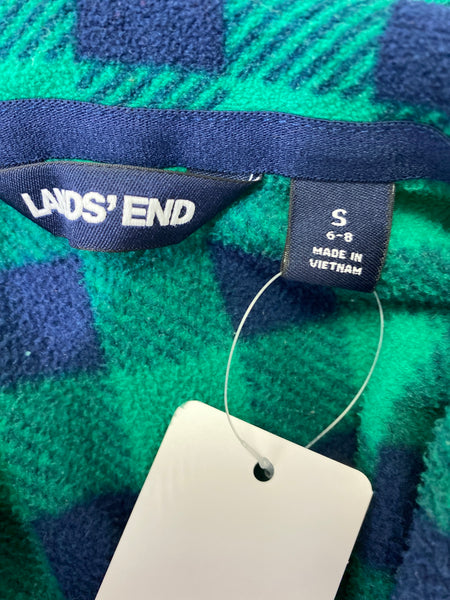 LANDS' END
S
6-8
MADE IN
VIETNAM